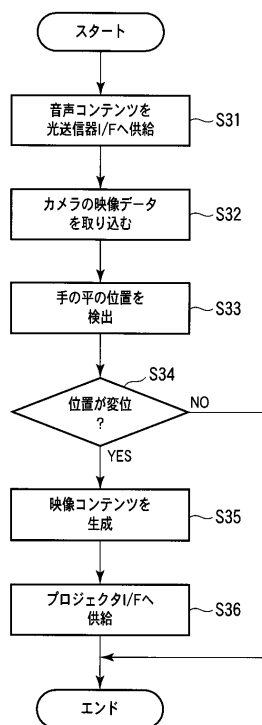 スタート
音声コンテンツを
光送信器I/Fへ供給
S31
カメラの映像データ
を取り込む
S32
手の平の位置を
検出
S33
S34
位置が変位
?
NO
YES
映像コンテンツを
生成
S35
プロジェクタI/Fへ
供給
S36
エンド